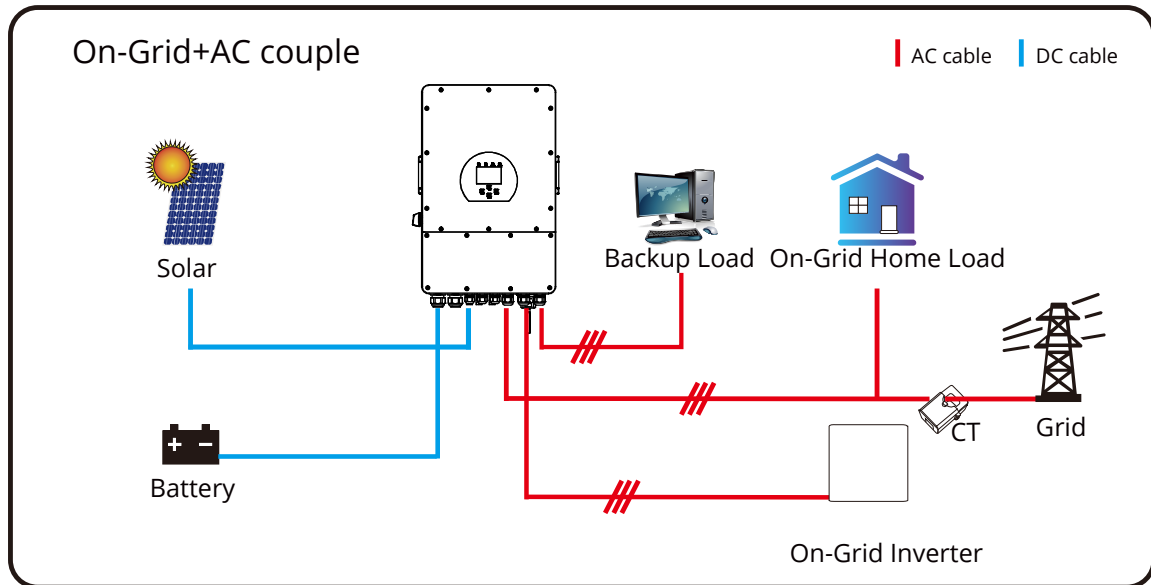 On-Grid+AC couple
AC cable
DC cable
Solar
Backup Load
On-Grid Home Load
CT
Grid
+ −
Battery
On-Grid Inverter